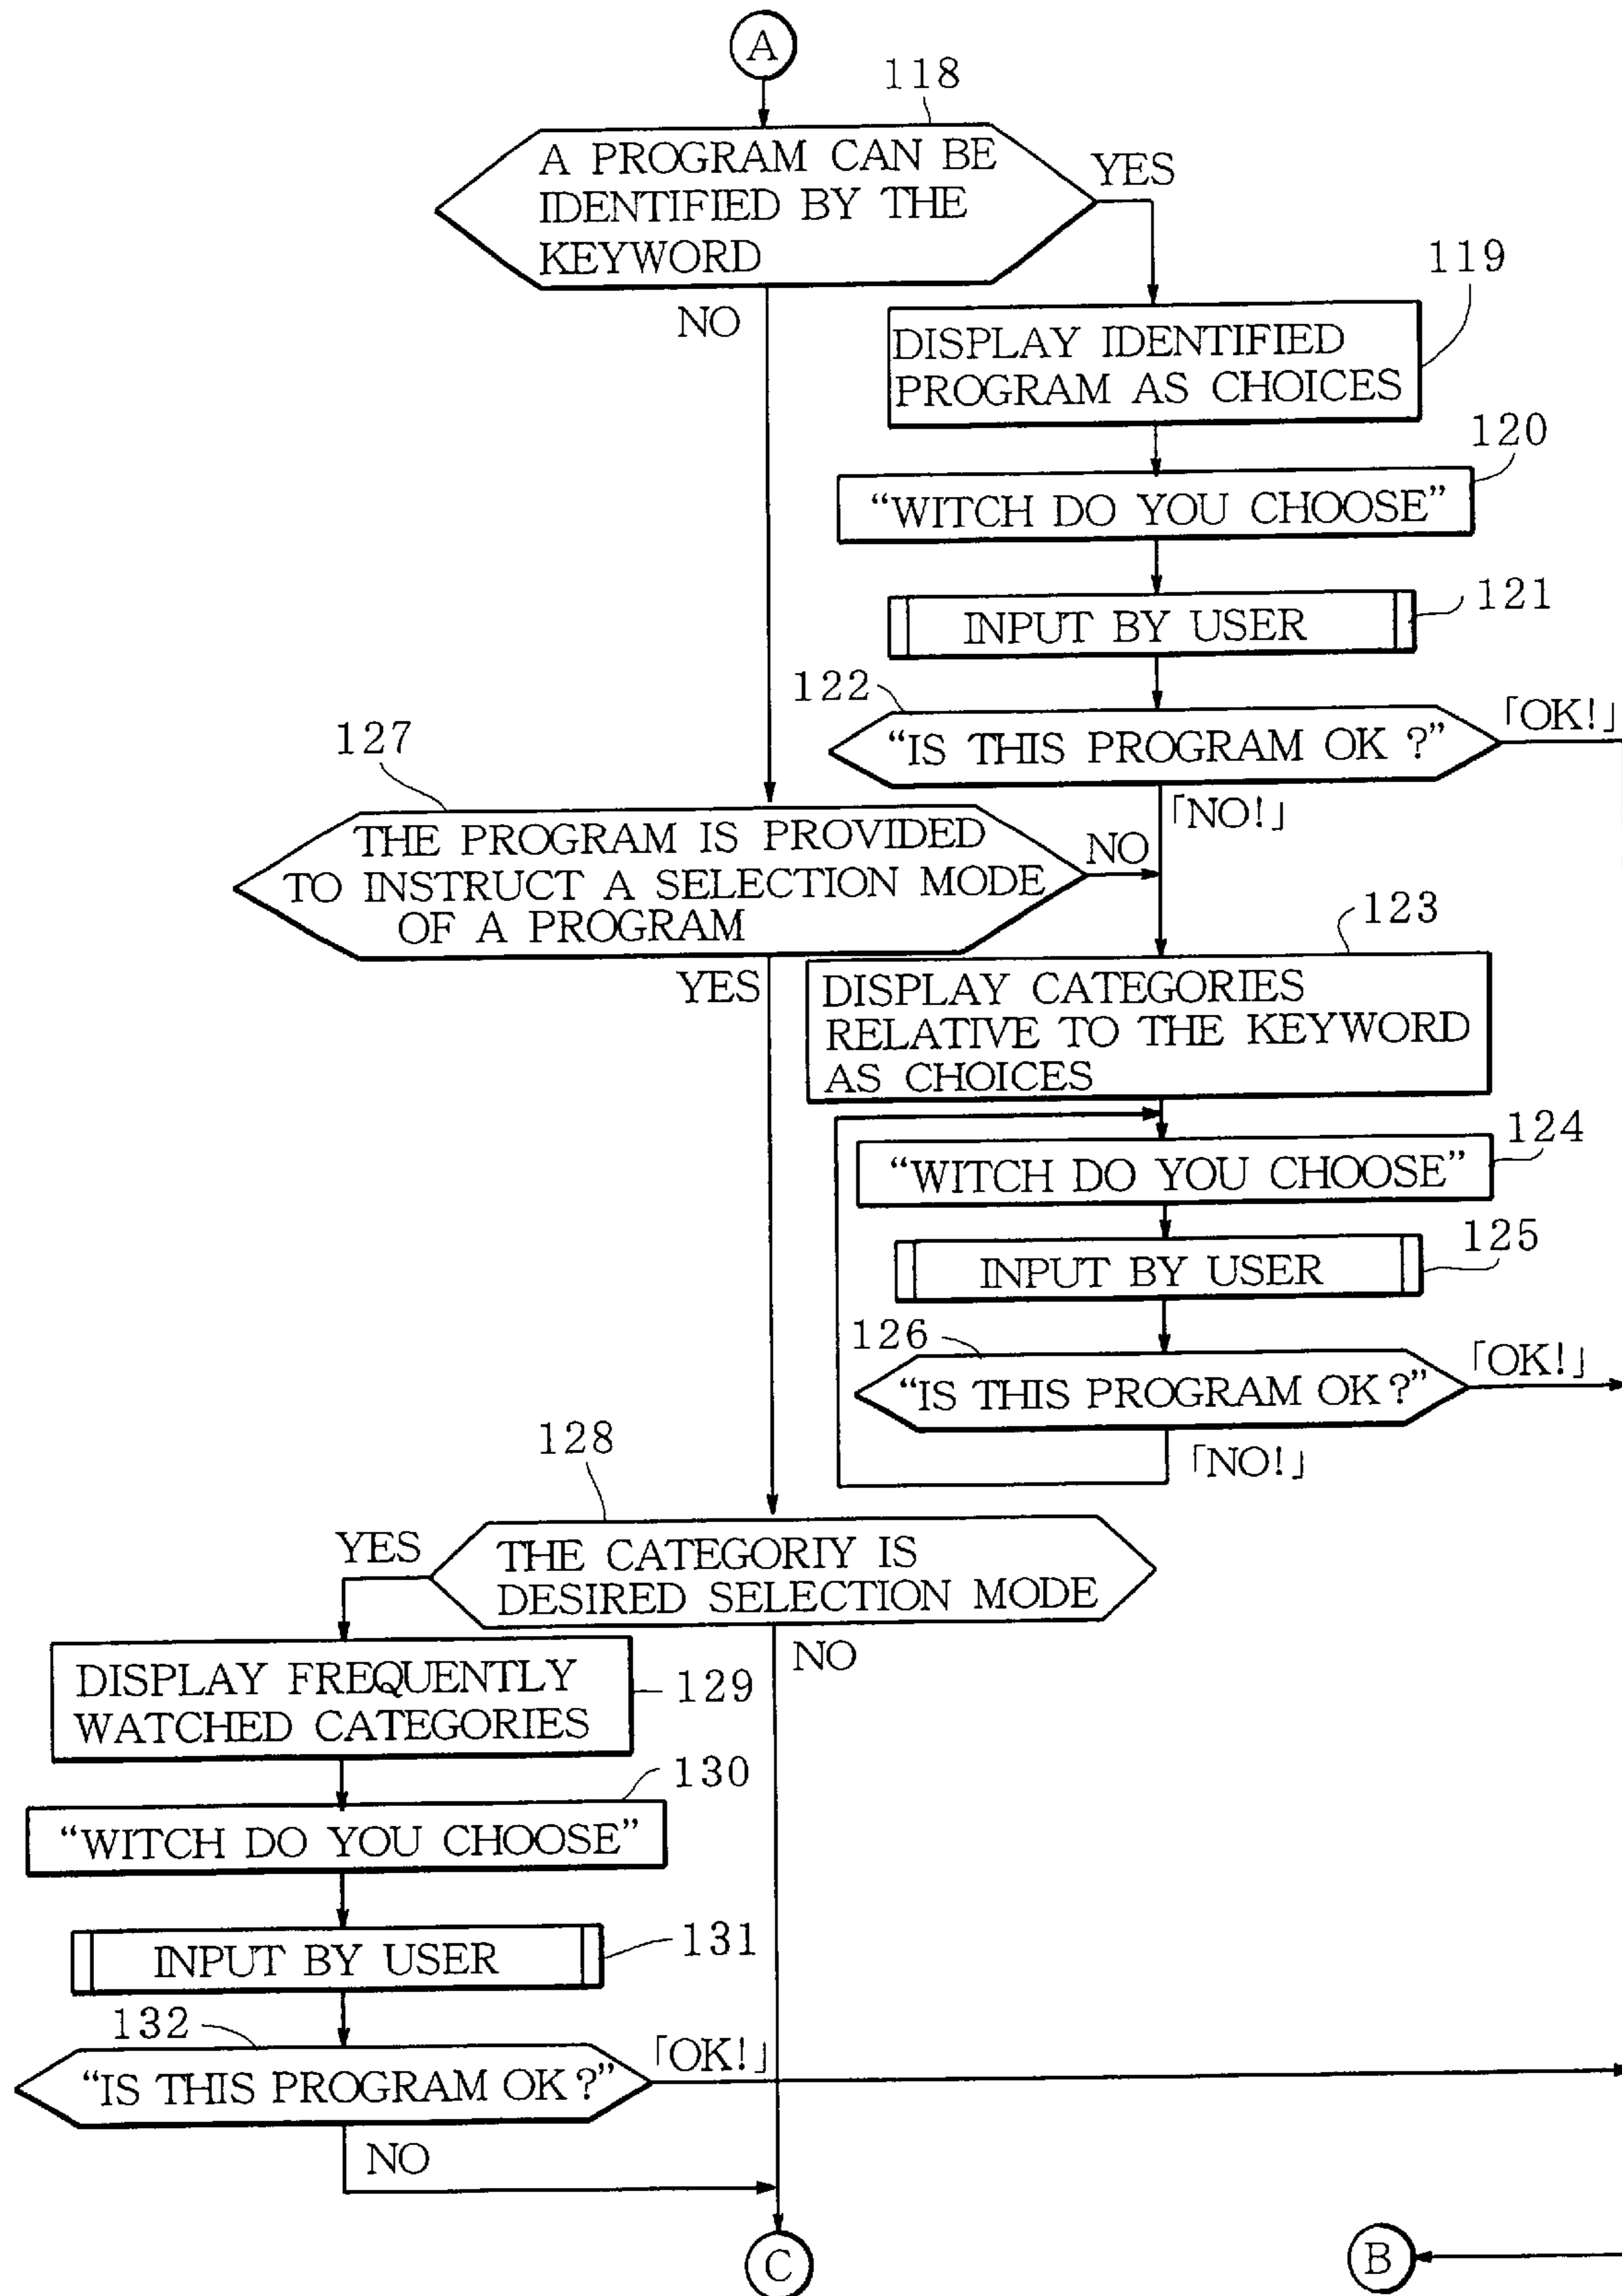 A
118
A PROGRAM CAN BE
IDENTIFIED BY THE
KEYWORD
YES
NO
119
DISPLAY IDENTIFIED
PROGRAM AS CHOICES
120
“WITCH DO YOU CHOOSE”
121
INPUT BY USER
122
“IS THIS PROGRAM OK ?”
「OK!」
「NO!」
127
THE PROGRAM IS PROVIDED
TO INSTRUCT A SELECTION MODE
OF A PROGRAM
NO
YES
123
DISPLAY CATEGORIES
RELATIVE TO THE KEYWORD
AS CHOICES
124
“WITCH DO YOU CHOOSE”
125
INPUT BY USER
126
“IS THIS PROGRAM OK ?”
「OK!」
「NO!」
128
THE CATEGORIY IS
DESIRED SELECTION MODE
YES
NO
129
DISPLAY FREQUENTLY
WATCHED CATEGORIES
130
“WITCH DO YOU CHOOSE”
131
INPUT BY USER
132
“IS THIS PROGRAM OK ?”
「OK!」
NO
C
B